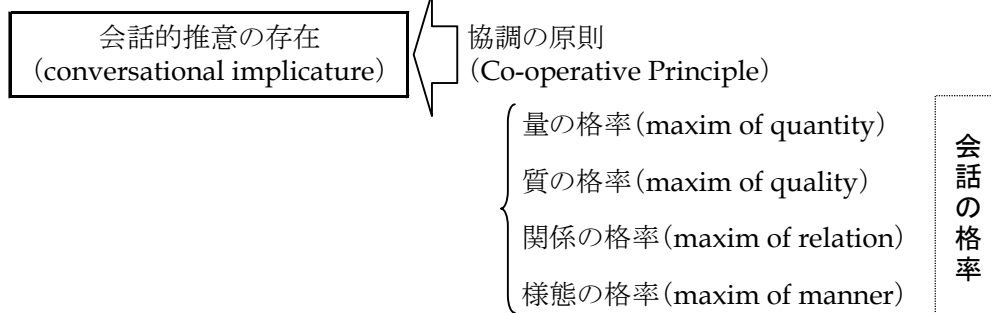 会話的推意の存在
（conversational implicature）
協調の原則
（Co-operative Principle）
量の格率（maxim of quantity）
質の格率（maxim of quality）
関係の格率（maxim of relation）
様態の格率（maxim of manner）
会話の格率